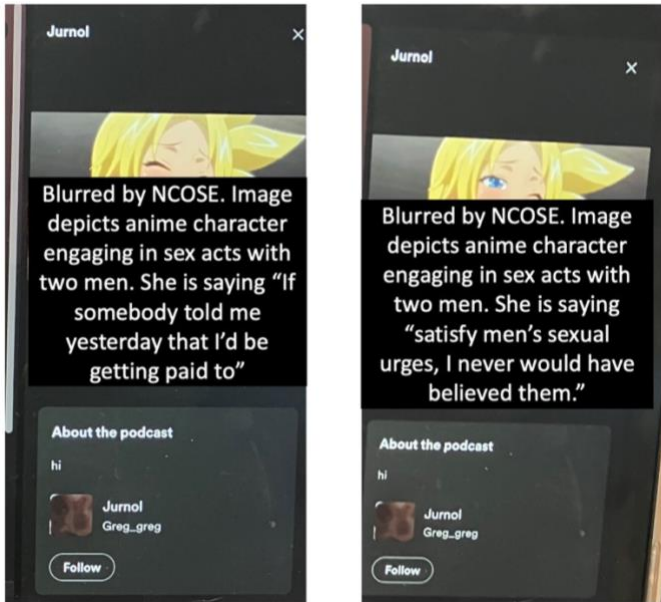 Jurnol
Blurred by NCOSE. Image
depicts anime character
engaging in sex acts with
two men. She is saying “If
somebody told me
yesterday that I’d be
getting paid to”
About the podcast
hi
Jurnol
Greg_greg
Follow
Jurnol
Blurred by NCOSE. Image
depicts anime character
engaging in sex acts with
two men. She is saying
“satisfy men’s sexual
urges, I never would have
believed them.”
About the podcast
hi
Jurnol
Greg_greg
Follow